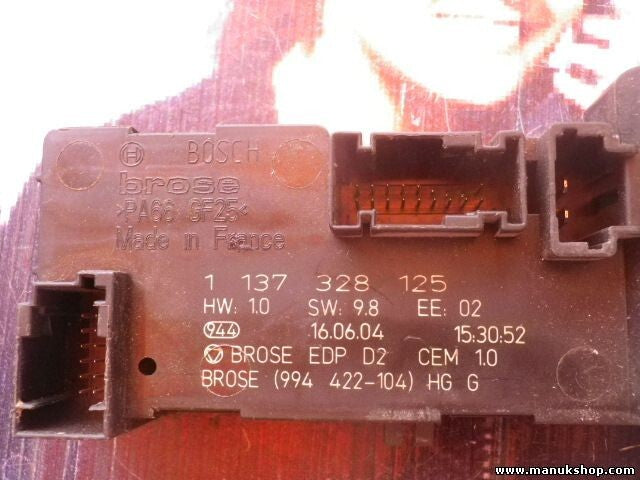 BOSCH
brose
>PA66 GF25<
Made in France
1 137 328 125
HW: 1.0 SW: 9.8 EE: 02
944 16.06.04 15:30:52
BROSE EDP D2 CEM 1.0
BROSE (994 422-104) HG G
www.manukshop.com